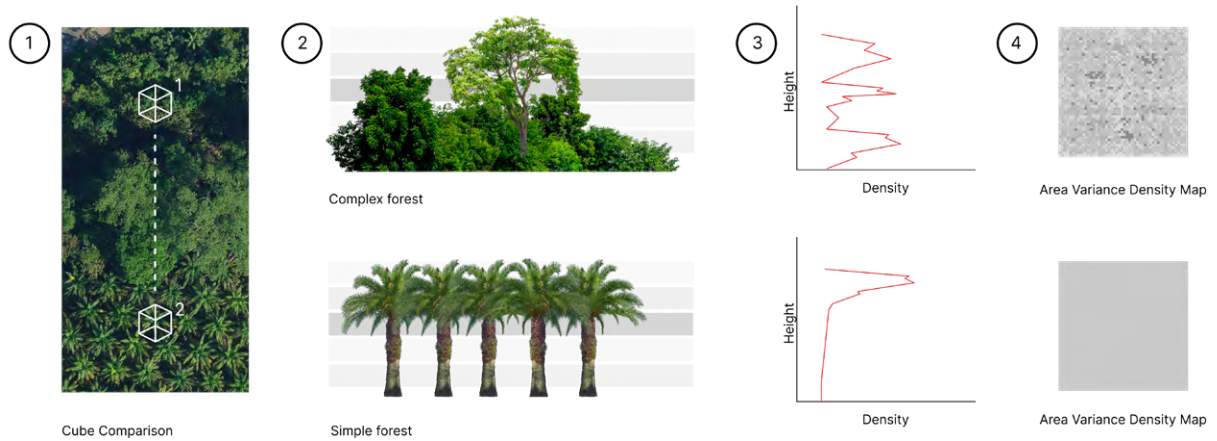 1
2
3
4
1
2
Height
Density
Complex forest
Area Variance Density Map
Height
Density
Cube Comparison
Simple forest
Area Variance Density Map